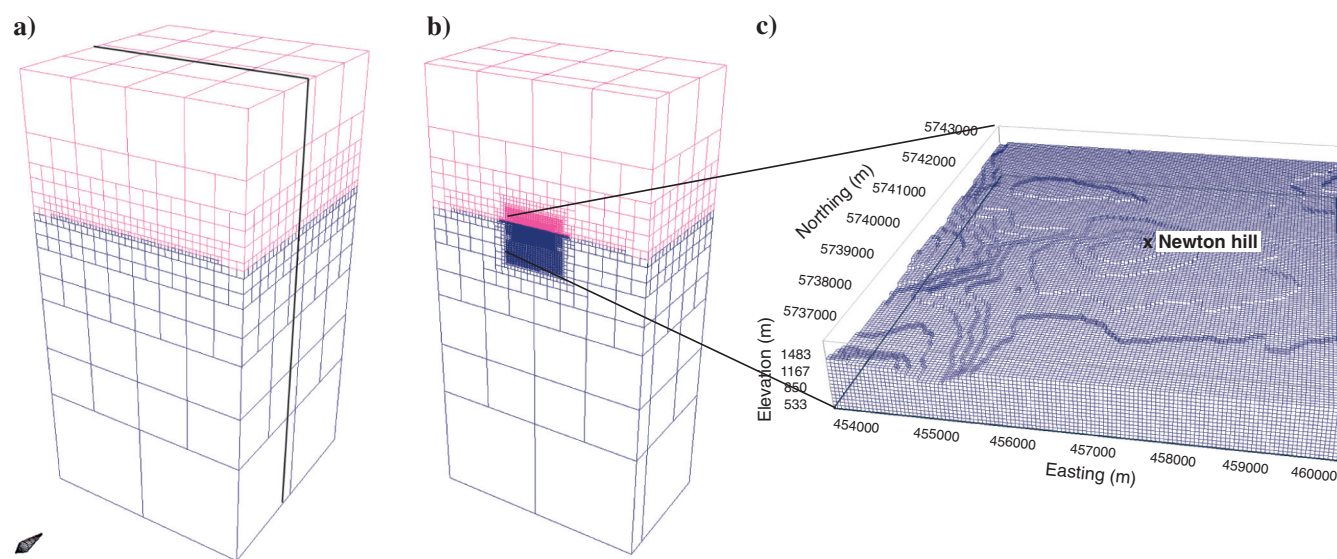 a)
b)
c)
5743000
5742000
5741000
5740000
5739000
5738000
5737000
Northing (m)
x Newton hill
Elevation (m)
1483
1167
850
533
454000
455000
456000
457000
458000
459000
460000
Easting (m)